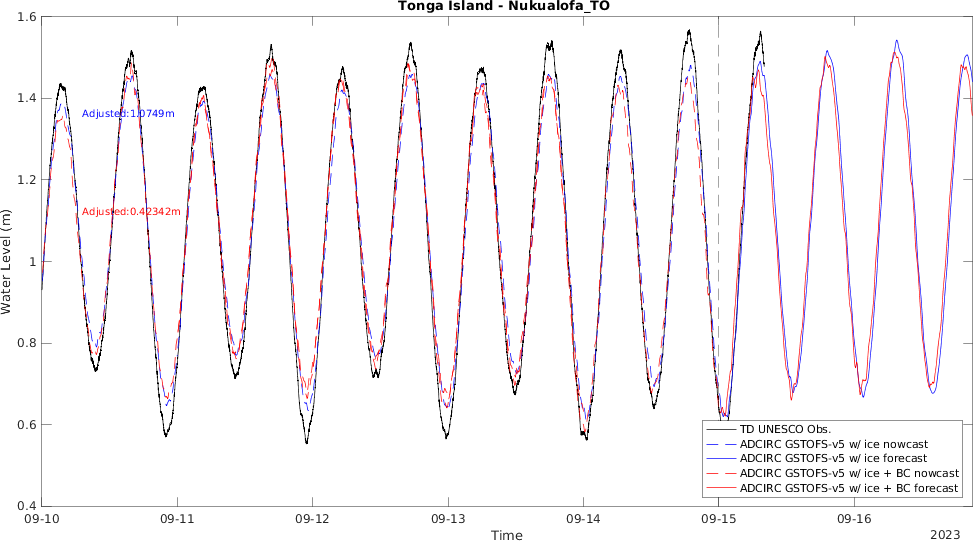 Tonga Island - Nukualofa_TO
1.6
1.4
1.2
1
0.8
0.6
0.4
Water Level (m)
Adjusted:1.0749m
Adjusted:0.42342m
TD UNESCO Obs.
ADCIRC GSTOFS-v5 w/ ice nowcast
ADCIRC GSTOFS-v5 w/ ice forecast
ADCIRC GSTOFS-v5 w/ ice + BC nowcast
ADCIRC GSTOFS-v5 w/ ice + BC forecast
09-10 09-11 09-12 09-13 09-14 09-15 09-16
Time
2023